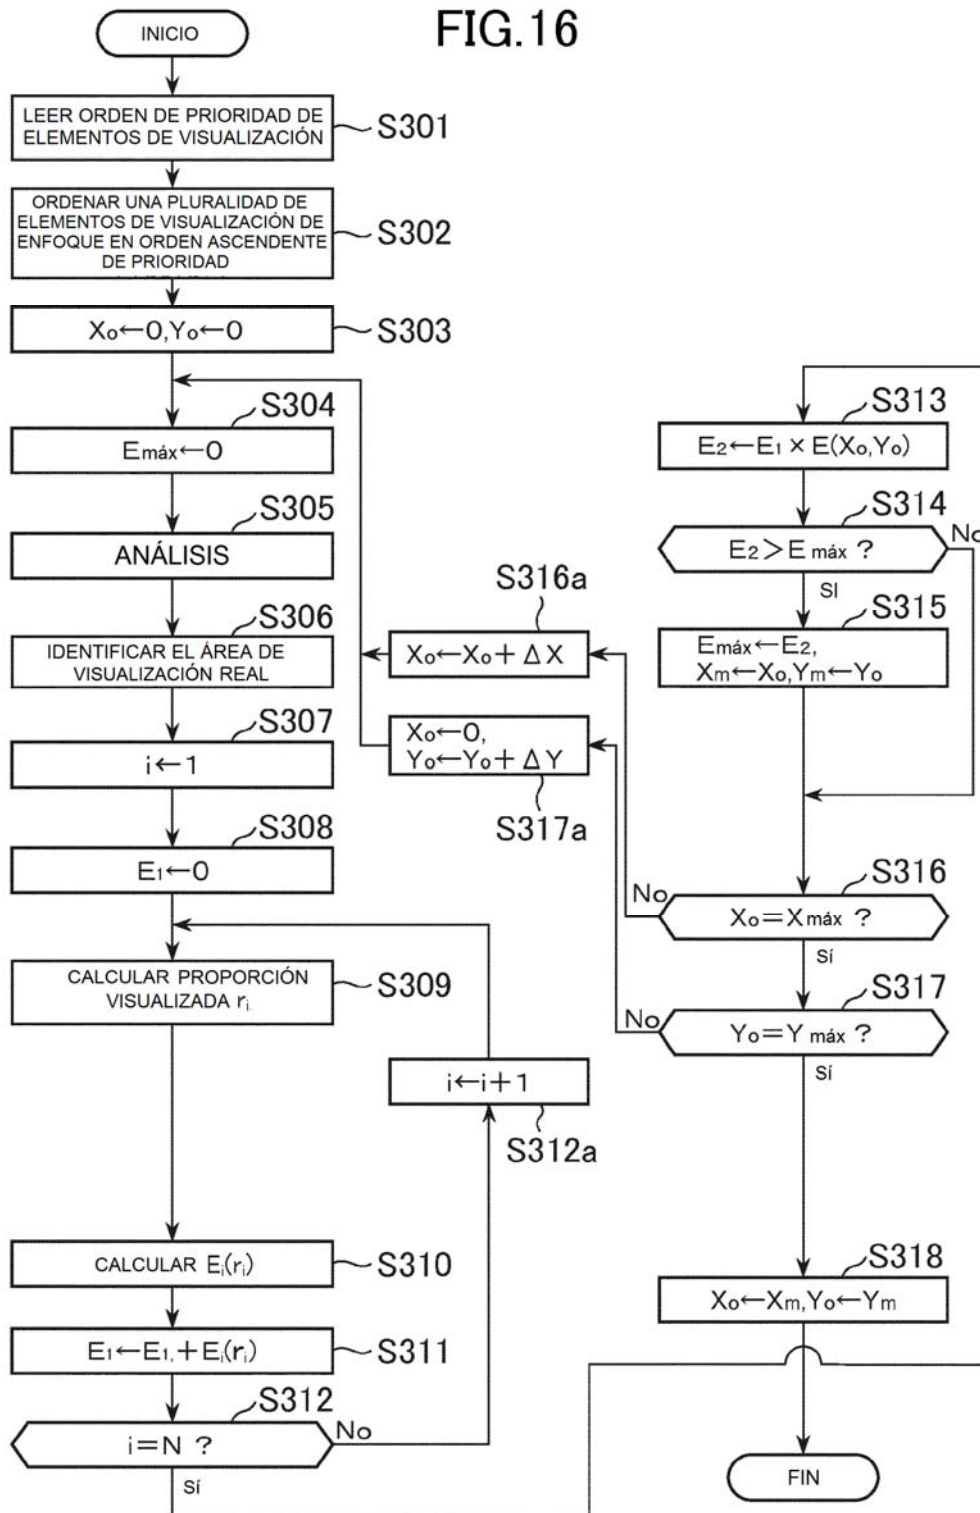 FIG.16
INICIO
LEER ORDEN DE PRIORIDAD DE
ELEMENTOS DE VISUALIZACIÓN
S301
ORDENAR UNA PLURALIDAD DE
ELEMENTOS DE VISUALIZACIÓN DE
ENFOQUE EN ORDEN ASCENDENTE
DE PRIORIDAD
S302
Xo←0,Yo←0
S303
S304
Emáx←0
S305
ANÁLISIS
S306
IDENTIFICAR EL ÁREA DE
VISUALIZACIÓN REAL
S307
i←1
S308
E1←0
CALCULAR PROPORCIÓN
VISUALIZADA ri.
S309
CALCULAR Ei(ri)
S310
E1←E1,+Ei(ri)
S311
S312
i=N ?
No
Sí
i←i+1
S312a
S316a
Xo←Xo+ΔX
Xo←0,
Yo←Yo+ΔY
S317a
S313
E2←E1×E(Xo,Yo)
S314
E2>E máx ?
No
SI
S315
Emáx←E2,
Xm←Xo,Ym←Yo
S316
No
Xo=Xmáx ?
Sí
S317
No
Yo=Y máx ?
Sí
S318
Xo←Xm,Yo←Ym
FIN